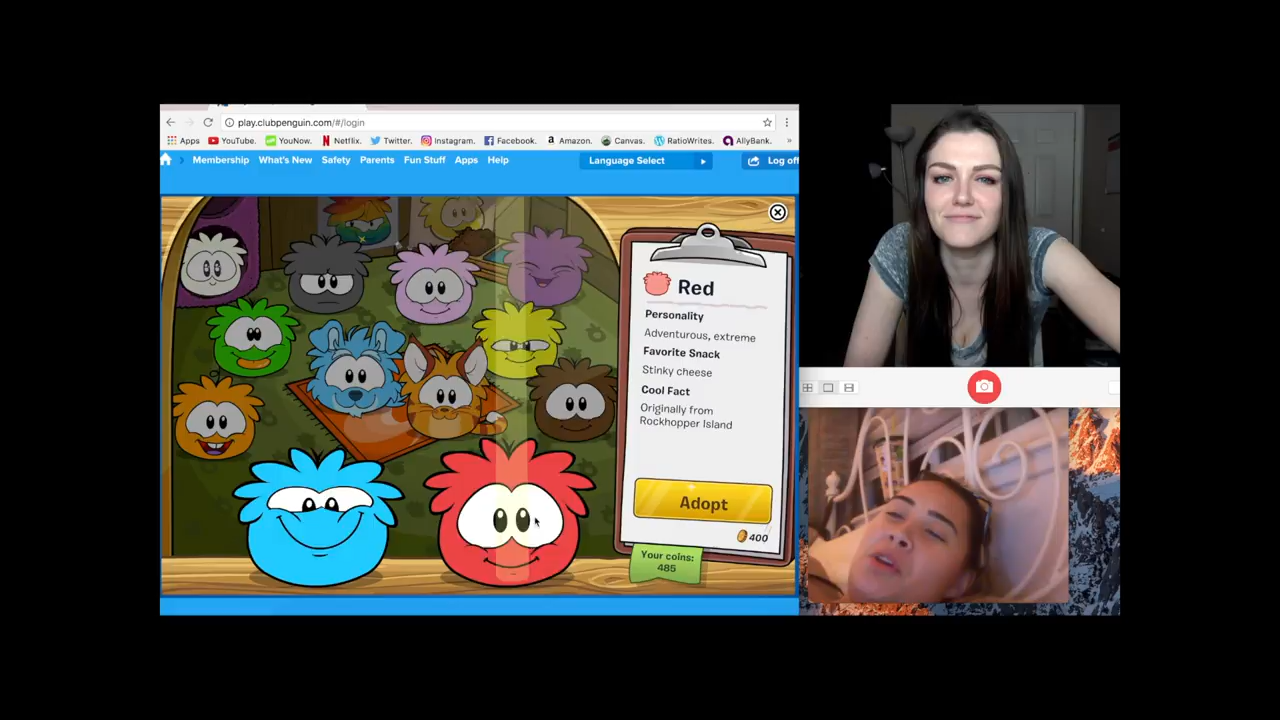 play.clubpenguin.com/#/login
Apps YouTube. YouNow. Netflix. Twitter. Instagram. Facebook. Amazon. Canvas. RatioWrites. AllyBank. »
Membership What's New Safety Parents Fun Stuff Apps Help Language Select Log off
Red
Personality
Adventurous, extreme
Favorite Snack
Stinky cheese
Cool Fact
Originally from
Rockhopper Island
Adopt
400
Your coins:
485